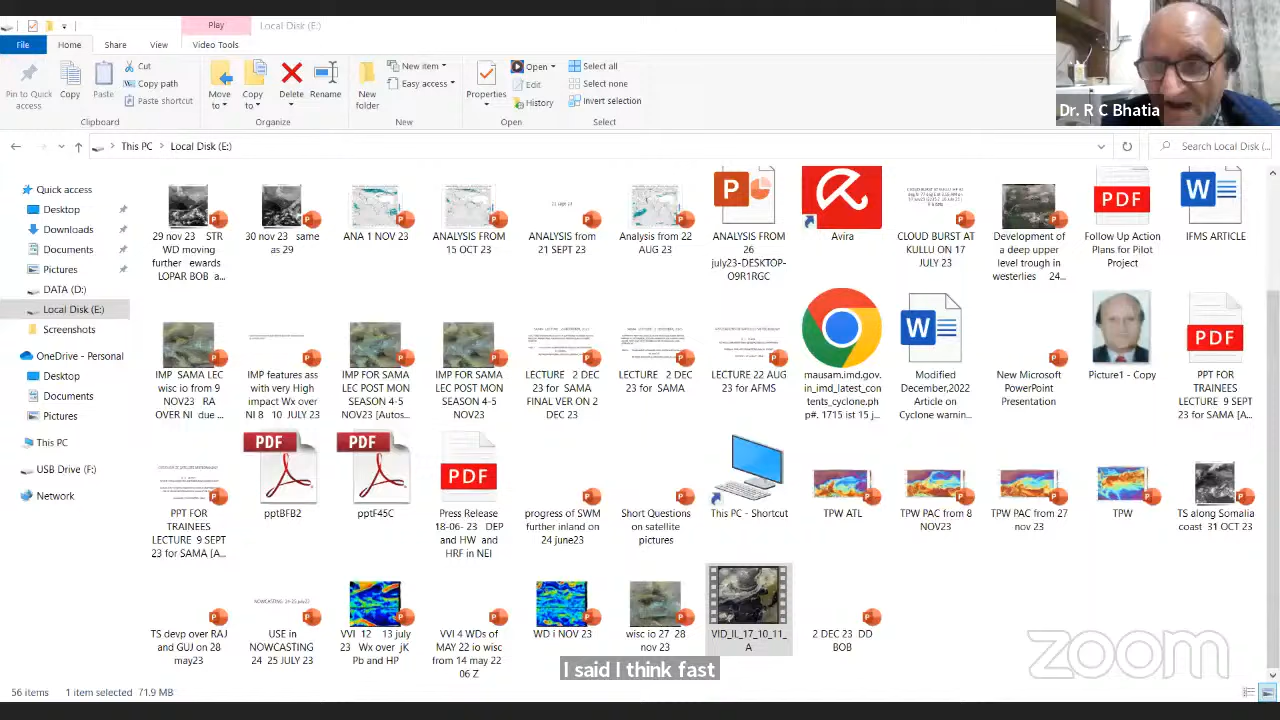 Play
Local Disk (E:)
File
Home
Share
View
Video Tools
Pin to Quick
access
Copy
Paste
Cut
Copy path
Paste shortcut
Clipboard
Move
to
Copy
to
Delete
Rename
Organize
New
folder
New item
Easy access
New
Properties
Open
Edit
History
Open
Select all
Select none
Invert selection
Select
Dr. R C Bhatia
This PC
Local Disk (E:)
Search Local Disk (...
Quick access
Desktop
Downloads
Documents
Pictures
DATA (D:)
Local Disk (E:)
Screenshots
OneDrive - Personal
Desktop
Documents
Pictures
This PC
USB Drive (F:)
Network
29 nov 23 STR
WD moving
further ewards
LOPAR BOB a...
30 nov 23 same
as 29
ANA 1 NOV 23
ANALYSIS FROM
15 OCT 23
ANALYSIS from
21 SEPT 23
Analysis from 22
AUG 23
ANALYSIS FROM
26
july23-DESKTOP-
O9R1RGC
Avira
CLOUD BURST AT
KULLU ON 17
JULY 23
Development of
a deep upper
level trough in
westerlies 24...
PDF
Follow Up Action
Plans for Pilot
Project
IFMS ARTICLE
IMP SAMA LEC
wisc io from 9
NOV23 RA
OVER NI due ...
IMP features ass
with very High
impact Wx over
NI 8 10 JULY 23
IMP FOR SAMA
LEC POST MON
SEASON 4-5
NOV23 [Autos...
IMP FOR SAMA
LEC POST MON
SEASON 4-5
NOV23
LECTURE 2 DEC
23 for SAMA
FINAL VER ON 2
DEC 23
LECTURE 2 DEC
23 for SAMA
LECTURE 22 AUG
23 for AFMS
mausam.imd.gov.
in_imd_latest_con
tents_cyclone.ph
p#. 1715 ist 15 j...
Modified
December,2022
Article on
Cyclone warnin...
New Microsoft
PowerPoint
Presentation
Picture1 - Copy
PDF
PPT FOR
TRAINEES
LECTURE 9 SEPT
23 for SAMA [A...
PPT FOR
TRAINEES
LECTURE 9 SEPT
23 for SAMA [A...
PDF
pptBFB2
PDF
pptF45C
PDF
Press Release
18-06- 23 DEP
and HW and
HRF in NEI
progress of SWM
further inland on
24 june23
Short Questions
on satellite
pictures
This PC - Shortcut
TPW ATL
TPW PAC from 8
NOV23
TPW PAC from 27
nov 23
TPW
TS along Somalia
coast 31 OCT 23
TS devp over RAJ
and GUJ on 28
may23
USE in
NOWCASTING
24 25 JULY 23
VVI 12 13 july
23 Wx over jK
Pb and HP
VVI 4 WDs of
MAY 22 io wisc
from 14 may 22
06 Z
WD i NOV 23
wisc io 27 28
nov 23
VID_IL_17_10_11_
A
2 DEC 23 DD
BOB
I said I think fast
zoom
56 items
1 item selected 71.9 MB